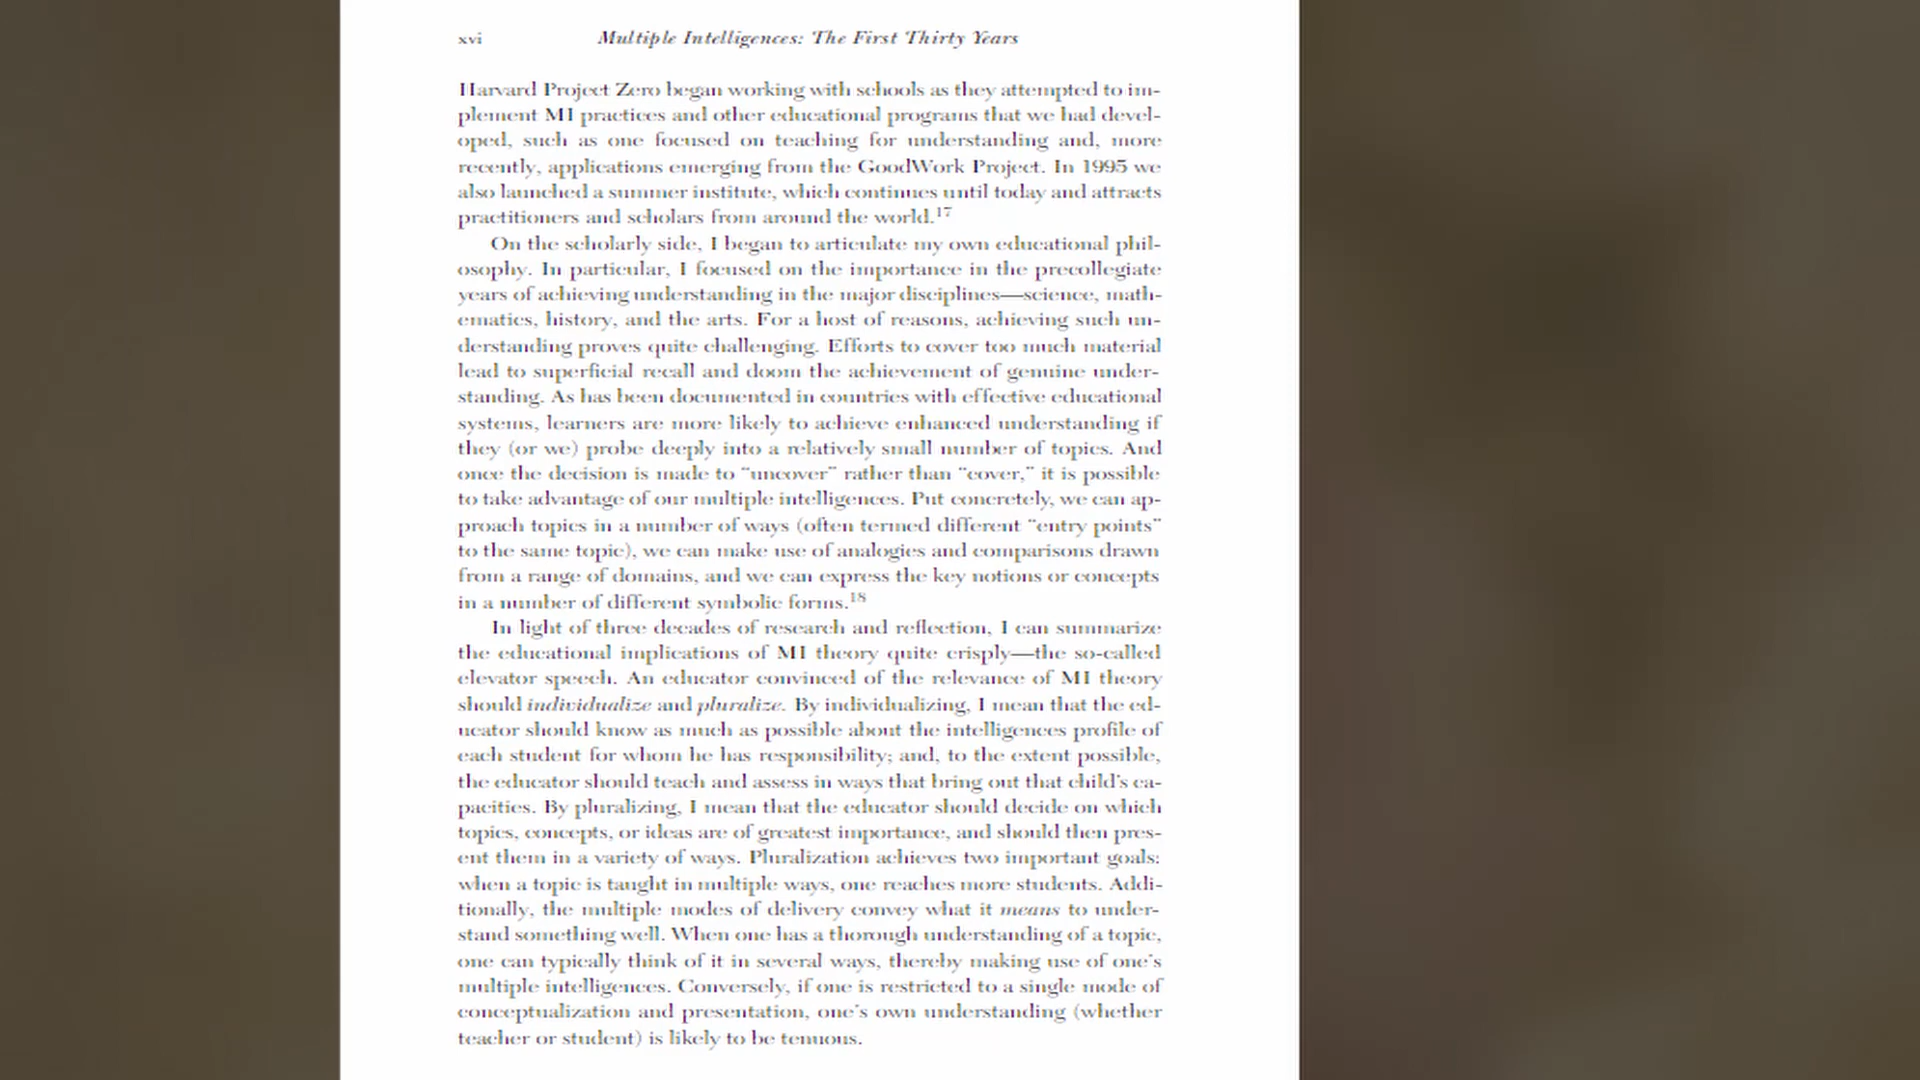 xvi Multiple Intelligences: The First Thirty Years
Harvard Project Zero began working with schools as they attempted to im-
plement MI practices and other educational programs that we had devel-
oped, such as one focused on teaching for understanding and, more
recently, applications emerging from the GoodWork Project. In 1995 we
also launched a summer institute, which continues until today and attracts
practitioners and scholars from around the world.17
On the scholarly side, I began to articulate my own educational phil-
osophy. In particular, I focused on the importance in the precollegiate
years of achieving understanding in the major disciplines—science, math-
ematics, history, and the arts. For a host of reasons, achieving such un-
derstanding proves quite challenging. Efforts to cover too much material
lead to superficial recall and doom the achievement of genuine under-
standing. As has been documented in countries with effective educational
systems, learners are more likely to achieve enhanced understanding if
they (or we) probe deeply into a relatively small number of topics. And
once the decision is made to “uncover” rather than “cover,” it is possible
to take advantage of our multiple intelligences. Put concretely, we can ap-
proach topics in a number of ways (often termed different “entry points”
to the same topic), we can make use of analogies and comparisons drawn
from a range of domains, and we can express the key notions or concepts
in a number of different symbolic forms.18
In light of three decades of research and reflection, I can summarize
the educational implications of MI theory quite crisply—the so-called
elevator speech. An educator convinced of the relevance of MI theory
should individualize and pluralize. By individualizing, I mean that the ed-
ucator should know as much as possible about the intelligences profile of
each student for whom he has responsibility; and, to the extent possible,
the educator should teach and assess in ways that bring out that child’s ca-
pacities. By pluralizing, I mean that the educator should decide on which
topics, concepts, or ideas are of greatest importance, and should then pres-
ent them in a variety of ways. Pluralization achieves two important goals:
when a topic is taught in multiple ways, one reaches more students. Addi-
tionally, the multiple modes of delivery convey what it means to under-
stand something well. When one has a thorough understanding of a topic,
one can typically think of it in several ways, thereby making use of one’s
multiple intelligences. Conversely, if one is restricted to a single mode of
conceptualization and presentation, one’s own understanding (whether
teacher or student) is likely to be tenuous.